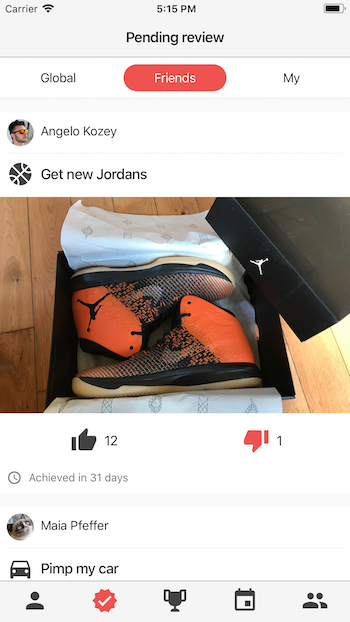 Carrier 5:15 PM
Pending review
Global Friends My
Angelo Kozey
Get new Jordans
12 1
Achieved in 31 days
Maia Pfeffer
Pimp my car